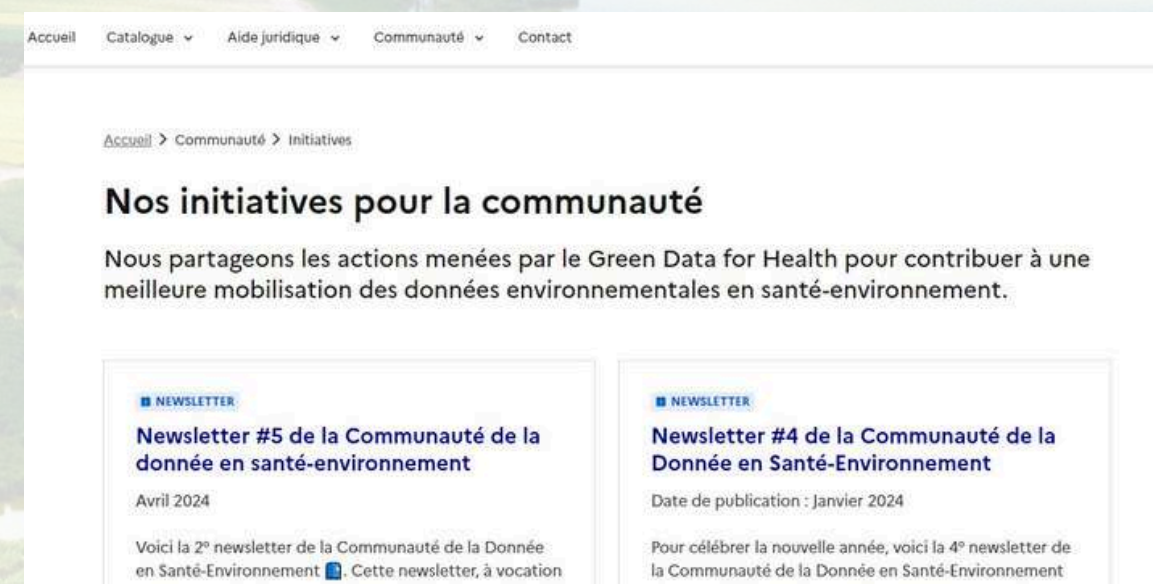 Accueil Catalogue Aide juridique Communauté Contact
Accueil > Communauté > Initiatives
Nos initiatives pour la communauté
Nous partageons les actions menées par le Green Data for Health pour contribuer à une
meilleure mobilisation des données environnementales en santé-environnement.
NEWSLETTER
Newsletter #5 de la Communauté de la
donnée en santé-environnement
Avril 2024
Voici la 2º newsletter de la Communauté de la Donnée
en Santé-Environnement 📘. Cette newsletter, à vocation
NEWSLETTER
Newsletter #4 de la Communauté de la
Donnée en Santé-Environnement
Date de publication : Janvier 2024
Pour célébrer la nouvelle année, voici la 4º newsletter de
la Communauté de la Donnée en Santé-Environnement